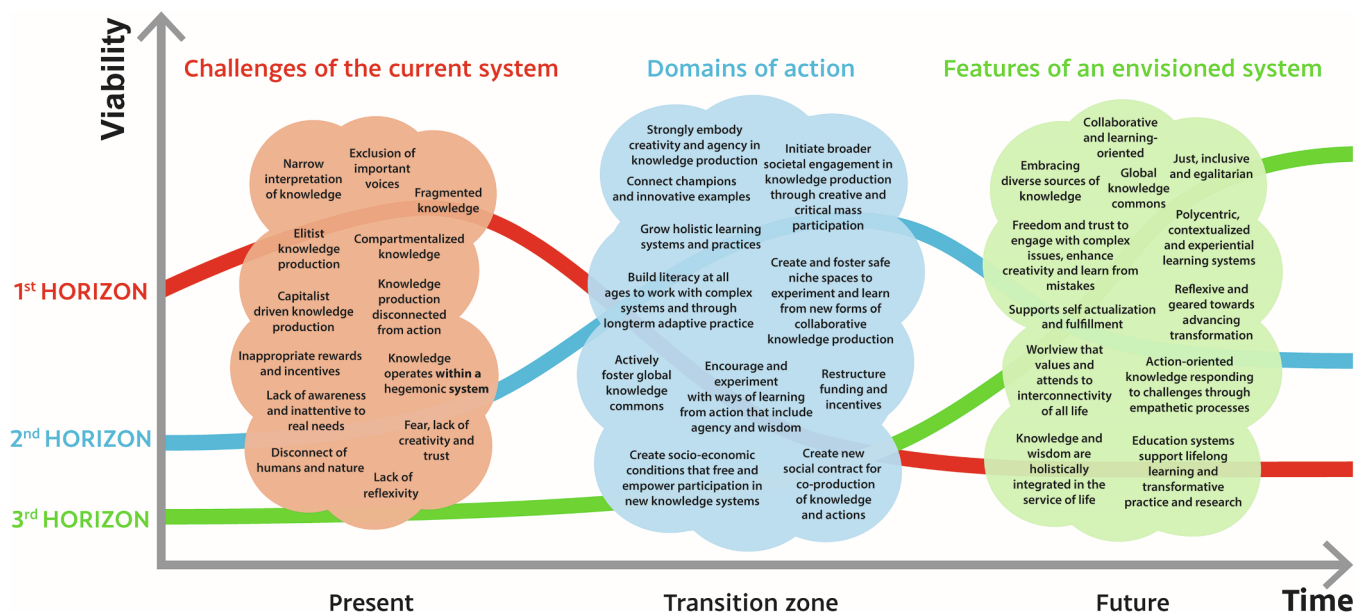 Viability
Challenges of the current system
Domains of action
Features of an envisioned system
1st HORIZON
2nd HORIZON
3rd HORIZON
Narrow
interpretation
of knowledge
Exclusion of
important
voices
Fragmented
knowledge
Elitist
knowledge
production
Compartmentalized
knowledge
Capitalist
driven knowledge
production
Knowledge
production
disconnected
from action
Inappropriate rewards
and incentives
Knowledge
operates within a
hegemonic system
Lack of awareness
and inattentive to
real needs
Fear, lack of
creativity and
trust
Disconnect of
humans and nature
Lack of
reflexivity
Strongly embody
creativity and agency in
knowledge production
Initiate broader
societal engagement in
knowledge production
through creative and
critical mass
participation
Connect champions
and innovative examples
Grow holistic learning
systems and practices
Build literacy at all
ages to work with complex
systems and through
longterm adaptive practice
Create and foster safe
niche spaces to
experiment and learn
from new forms of
collaborative
knowledge production
Actively
foster global
knowledge
commons
Encourage and
experiment
with ways of learning
from action that include
agency and wisdom
Restructure
funding and
incentives
Create socio-economic
conditions that free and
empower participation in
new knowledge systems
Create new
social contract for
co-production
of knowledge
and actions
Collaborative
and learning-
oriented
Embracing
diverse sources of
knowledge
Global
knowledge
commons
Just, inclusive
and egalitarian
Freedom and trust to
engage with complex
issues, enhance
creativity and learn from
mistakes
Polycentric,
contextualized
and experiential
learning systems
Supports self actualization
and fulfillment
Reflexive and
geared towards
advancing
transformation
Worlview that
values and
attends to
interconnectivity
of all life
Action-oriented
knowledge responding
to challenges through
empathetic processes
Knowledge and
wisdom are
holistically
integrated in the
service of life
Education systems
support lifelong
learning and
transformative
practice and research
Present
Transition zone
Future
Time